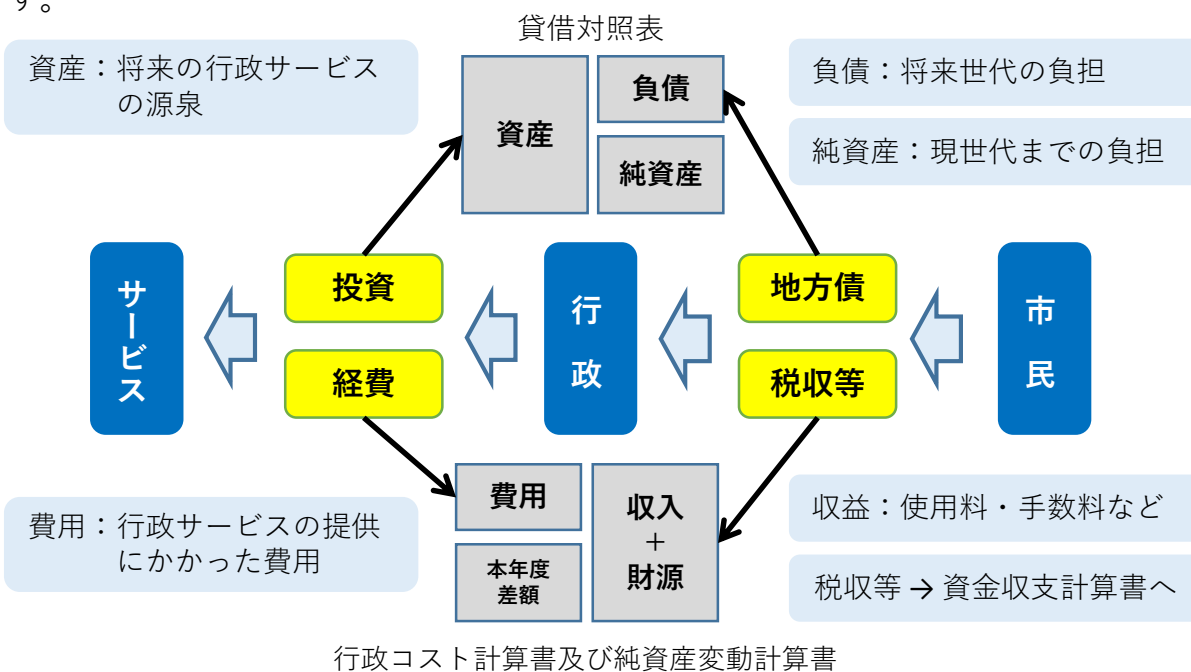 す。
貸借対照表
資産：将来の行政サービス
の源泉
資産
負債
純資産
負債：将来世代の負担
純資産：現世代までの負担
サービス
投資
経費
行政
地方債
税収等
市民
費用：行政サービスの提供
にかかった費用
費用
本年度
差額
収入
+
財源
収益：使用料・手数料など
税収等 → 資金収支計算書へ
行政コスト計算書及び純資産変動計算書